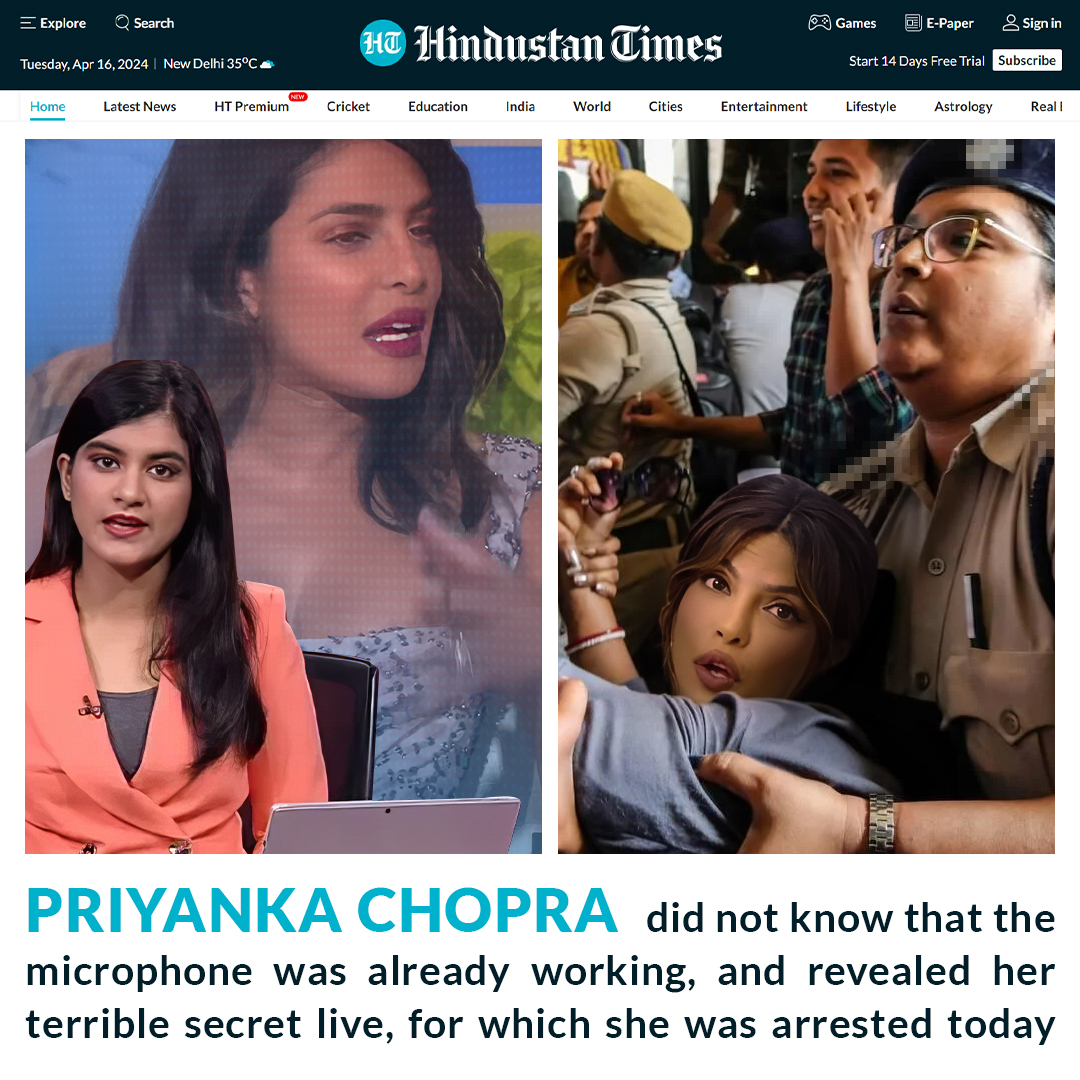 Explore Search
HT Hindustan Times
Games E-Paper Sign in
Tuesday, Apr 16, 2024 | New Delhi 35°C
Start 14 Days Free Trial Subscribe
NEW
Home Latest News HT Premium Cricket Education India World Cities Entertainment Lifestyle Astrology Real
PRIYANKA CHOPRA did not know that the
microphone was already working, and revealed her
terrible secret live, for which she was arrested today